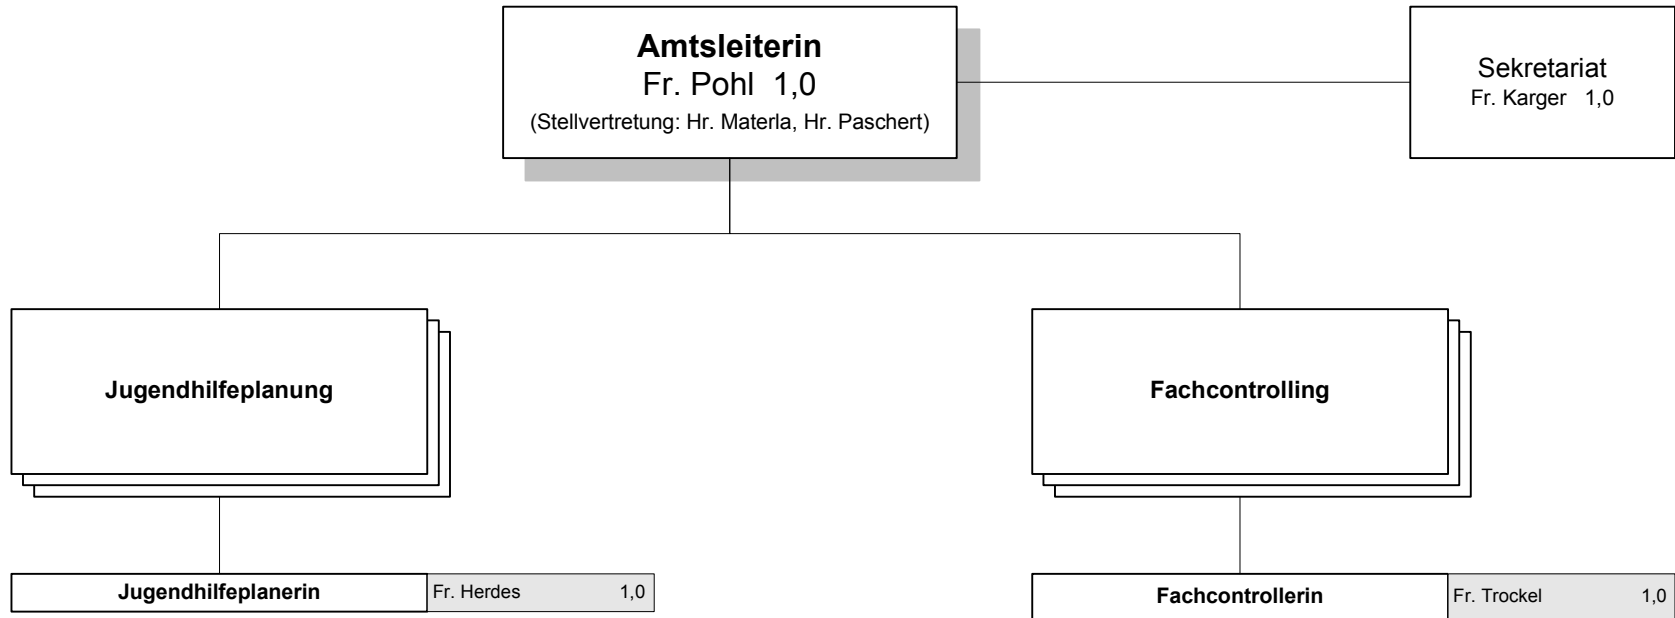 Amtsleiterin
Fr. Pohl 1,0
(Stellvertretung: Hr. Materla, Hr. Paschert)
Sekretariat
Fr. Karger 1,0
Jugendhilfeplanung
Fachcontrolling
Jugendhilfeplanerin Fr. Herdes 1,0
Fachcontrollerin Fr. Trockel 1,0